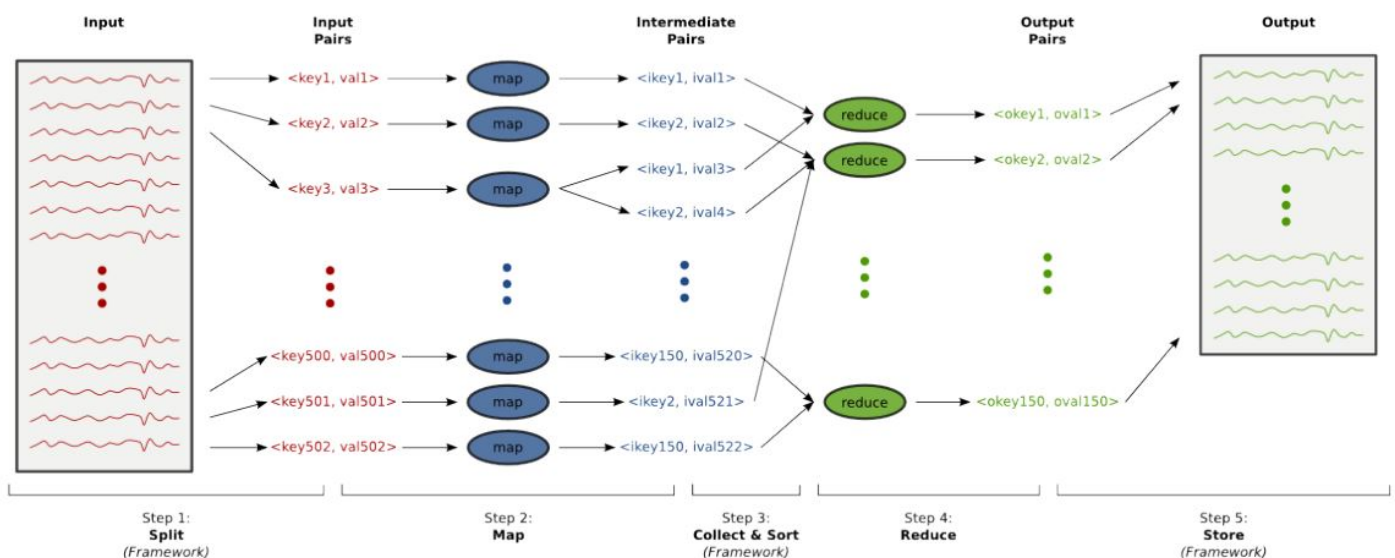 Input
Input
Pairs
Intermediate
Pairs
Output
Pairs
Output
<key1, val1>
map
<ikey1, ival1>
reduce
<okey1, oval1>
<key2, val2>
map
<ikey2, ival2>
reduce
<okey2, oval2>
<key3, val3>
map
<ikey1, ival3>
<ikey2, ival4>
<key500, val500>
map
<ikey150, ival520>
<key501, val501>
map
<ikey2, ival521>
reduce
<okey150, oval150>
<key502, val502>
map
<ikey150, ival522>
Step 1:
Split
(Framework)
Step 2:
Map
Step 3:
Collect & Sort
(Framework)
Step 4:
Reduce
Step 5:
Store
(Framework)